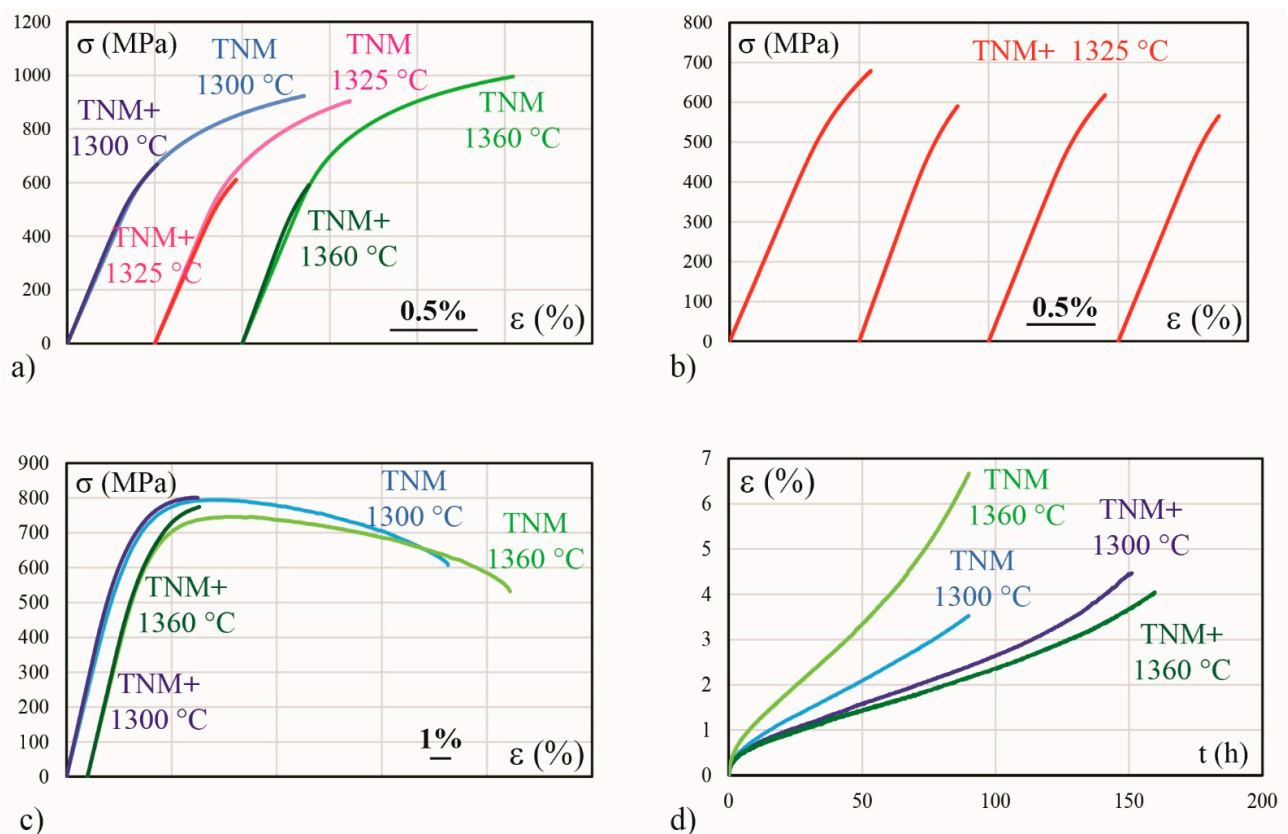 1200
1000
800
600
400
200
0
σ (MPa)
TNM
1300 °C
TNM
1325 °C
TNM
1360 °C
TNM+
1300 °C
TNM+
1325 °C
TNM+
1360 °C
0.5%
ε (%)
a)
800
700
600
500
400
300
200
100
0
σ (MPa)
TNM+ 1325 °C
0.5%
ε (%)
b)
900
800
700
600
500
400
300
200
100
0
σ (MPa)
TNM
1300 °C
TNM
1360 °C
TNM+
1360 °C
TNM+
1300 °C
1%
ε (%)
c)
7
6
5
4
3
2
1
0
ε (%)
TNM
1360 °C
TNM+
1300 °C
TNM
1300 °C
TNM+
1360 °C
t (h)
0
50
100
150
200
d)